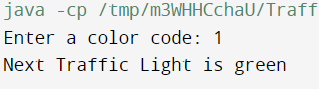 java -cp /tmp/m3WHHCchaU/Traff
Enter a color code: 1
Next Traffic Light is green